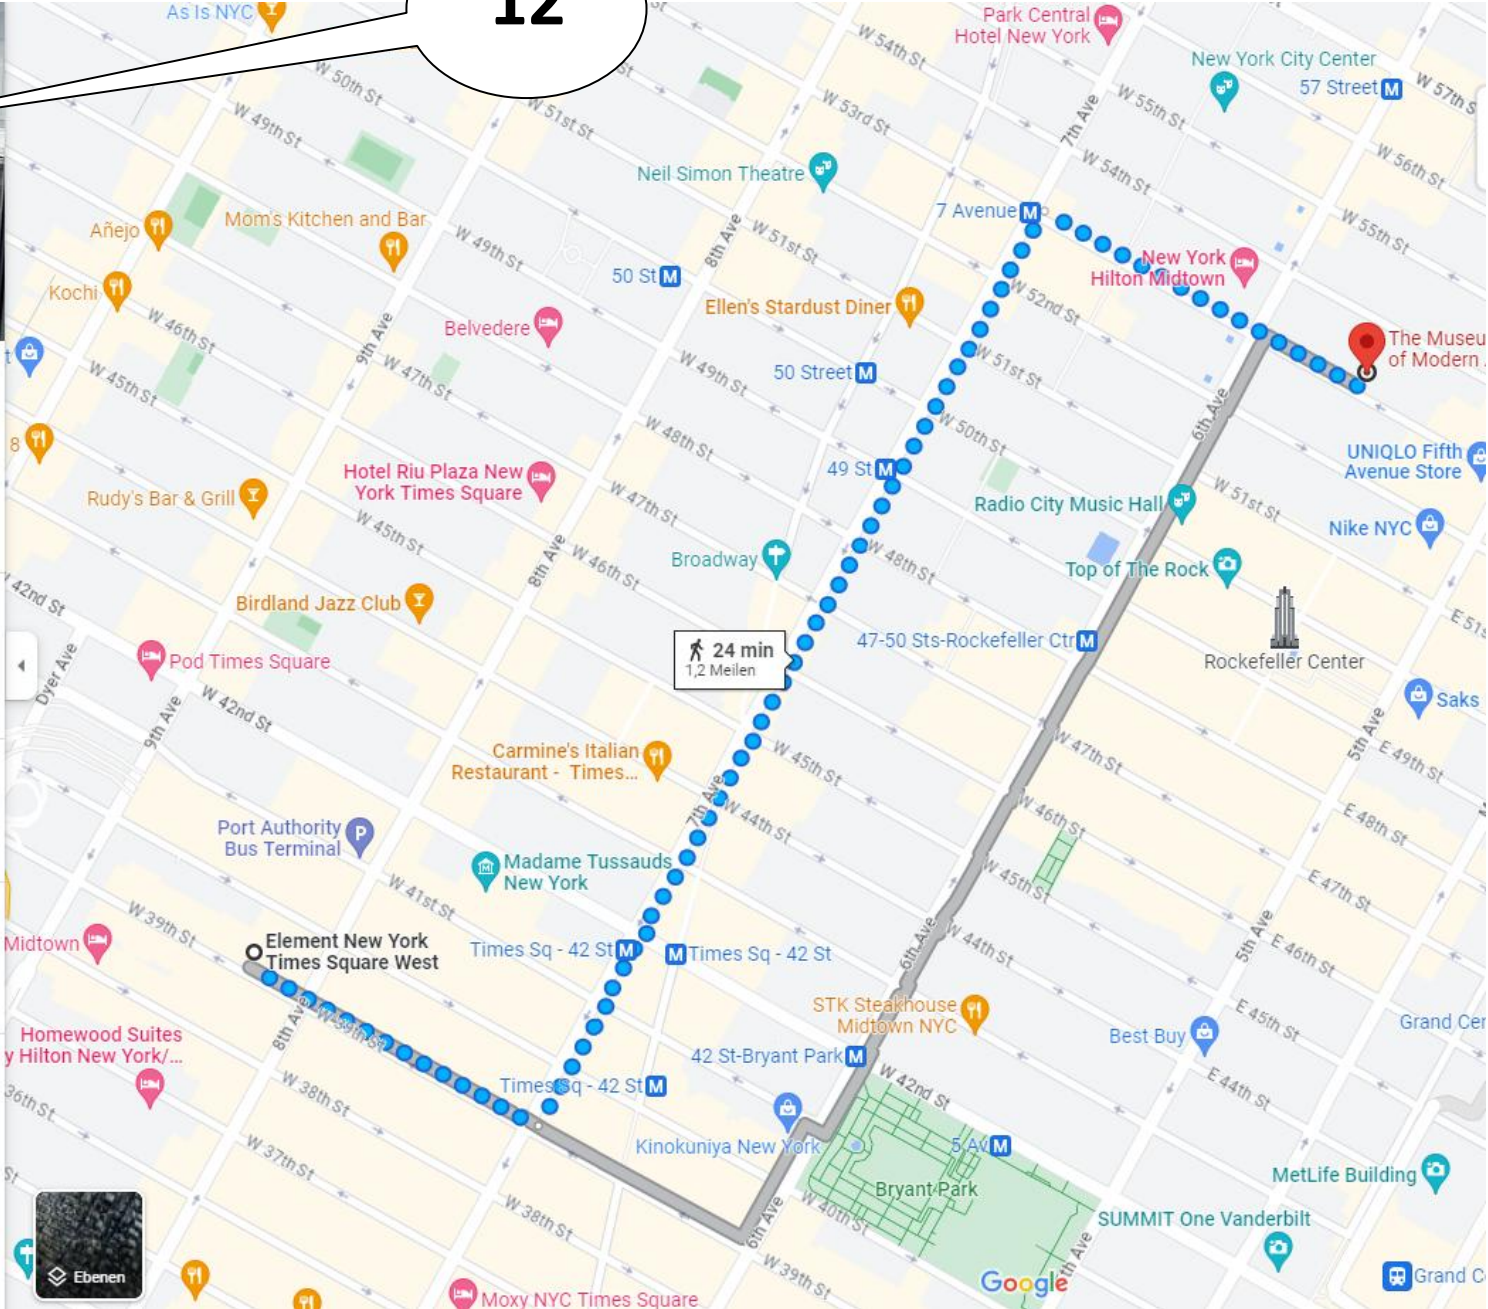 As Is NYC
12
Park Central
Hotel New York
W 54th St
New York City Center
57 Street M
W 57th S
W 50th St
W 51st St
W 49th St
W 53rd St
W 55th St
7th Ave
W 54th St
W 56th St
Neil Simon Theatre
7 Avenue M
W 55th St
Añejo
Mom's Kitchen and Bar
W 49th St
8th Ave
W 51st St
New York
Hilton Midtown
50 St M
Kochi
Ellen's Stardust Diner
W 52nd St
W 46th St
9th Ave
Belvedere
The Museu
of Modern
t
W 45th St
W 47th St
W 49th St
50 Street M
W 51st St
6th Ave
8
W 48th St
W 50th St
UNIQLO Fifth
Avenue Store
Hotel Riu Plaza New
York Times Square
49 St M
Rudy's Bar & Grill
W 47th St
Radio City Music Hall
W 51st St
Nike NYC
W 45th St
8th Ave
W 46th St
Broadway
W 48th St
Top of The Rock
42nd St
Birdland Jazz Club
E 51s
Dyer Ave
Pod Times Square
24 min
1,2 Meilen
47-50 Sts-Rockefeller Ctr M
Rockefeller Center
W 42nd St
9th Ave
Saks
5th Ave
Carmine's Italian
Restaurant - Times...
W 45th St
W 47th St
E 49th St
7th Ave
W 44th St
W 46th St
E 48th St
Port Authority
Bus Terminal
P
Madame Tussauds
New York
W 45th St
E 47th St
W 41st St
W 39th St
Midtown
Element New York
Times Square West
Times Sq - 42 St M
M Times Sq - 42 St
6th Ave
W 44th St
5th Ave
E 46th St
Homewood Suites
y Hilton New York/...
8th Ave
W 39th St
STK Steakhouse
Midtown NYC
Best Buy
E 45th St
Grand Cer
42 St-Bryant Park M
W 42nd St
E 44th St
36th St
W 38th St
Times Sq - 42 St M
Kinokuniya New York
5 Av M
W 37th St
St
Bryant Park
MetLife Building
W 38th St
6th Ave
W 40th St
SUMMIT One Vanderbilt
th Ave
W 39th St
Ebenen
Google
Grand C
Moxy NYC Times Square